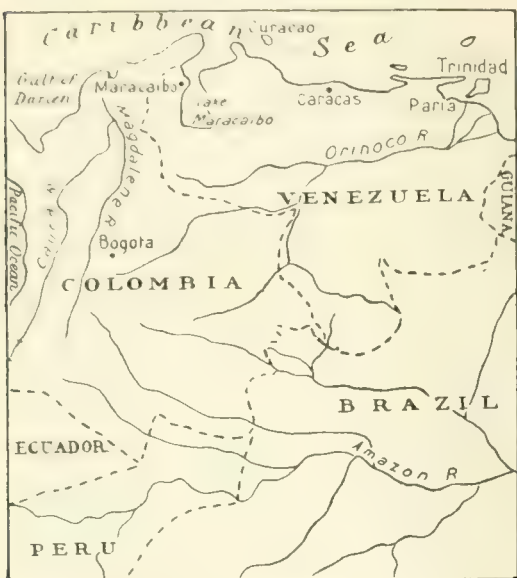 Caribbean Sea
Curacao
Trinidad
Gulf of
Darien
Maracaibo
Lake
Maracaibo
Caracas
Paria
Magdalene R
Orinoco R
VENEZUELA
GUIANA
Pacific Ocean
Bogota
COLOMBIA
BRAZIL
ECUADOR
Amazon R
PERU